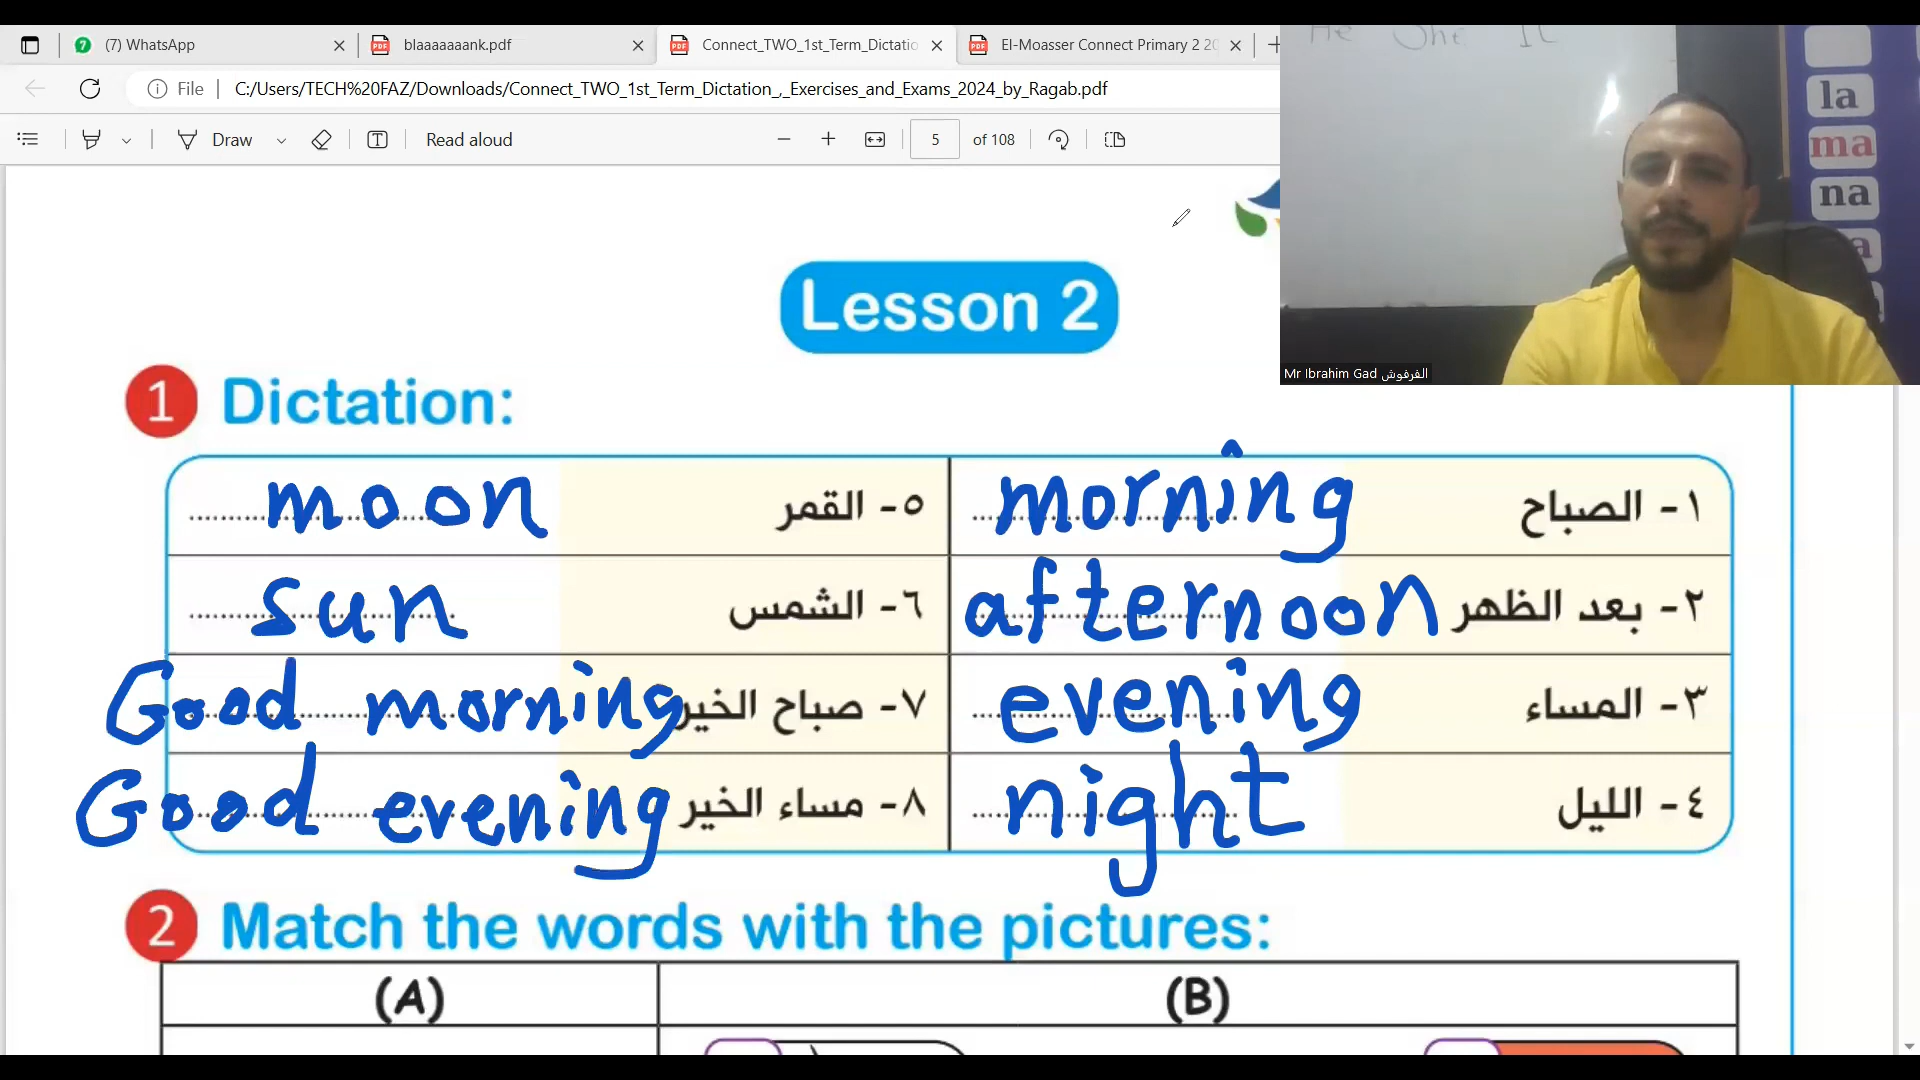 (7) WhatsApp
blaaaaaaank.pdf
Connect_TWO_1st_Term_Dictatio
El-Moasser Connect Primary 2 20
File C:/Users/TECH%20FAZ/Downloads/Connect_TWO_1st_Term_Dictation_,_Exercises_and_Exams_2024_by_Ragab.pdf
Draw Read aloud 5 of 108
He She It
la
ma
na
Mr Ibrahim Gad الفرفوش
Lesson 2
1 Dictation:
١- الصباح morning
٥- القمر moon
٢- بعد الظهر afternoon
٦- الشمس sun
٣- المساء evening
٧- صباح الخير Good morning
٤- الليل night
٨- مساء الخير Good evening
2 Match the words with the pictures:
(A) (B)